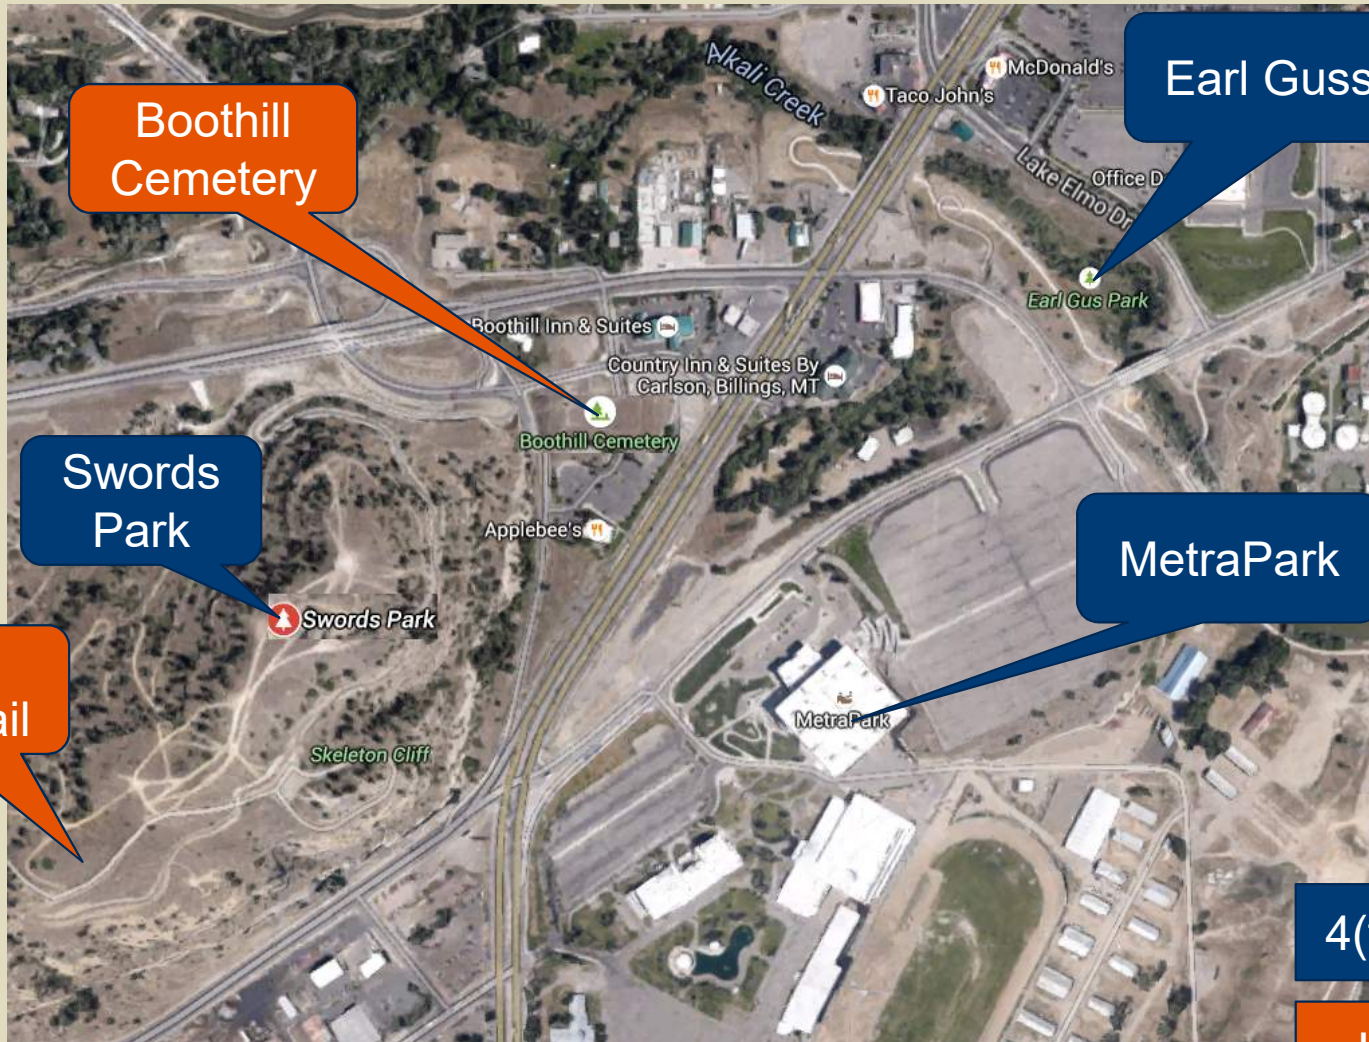 Alkali Creek
McDonald's
Taco John's
Earl Guss
Boothill
Cemetery
Lake Elmo Dr
Office D
Earl Gus Park
Boothill Inn & Suites
Country Inn & Suites By
Carlson, Billings, MT
Boothill Cemetery
Swords
Park
Applebee's
MetraPark
Swords Park
ail
MetraPark
Skeleton Cliff
4(